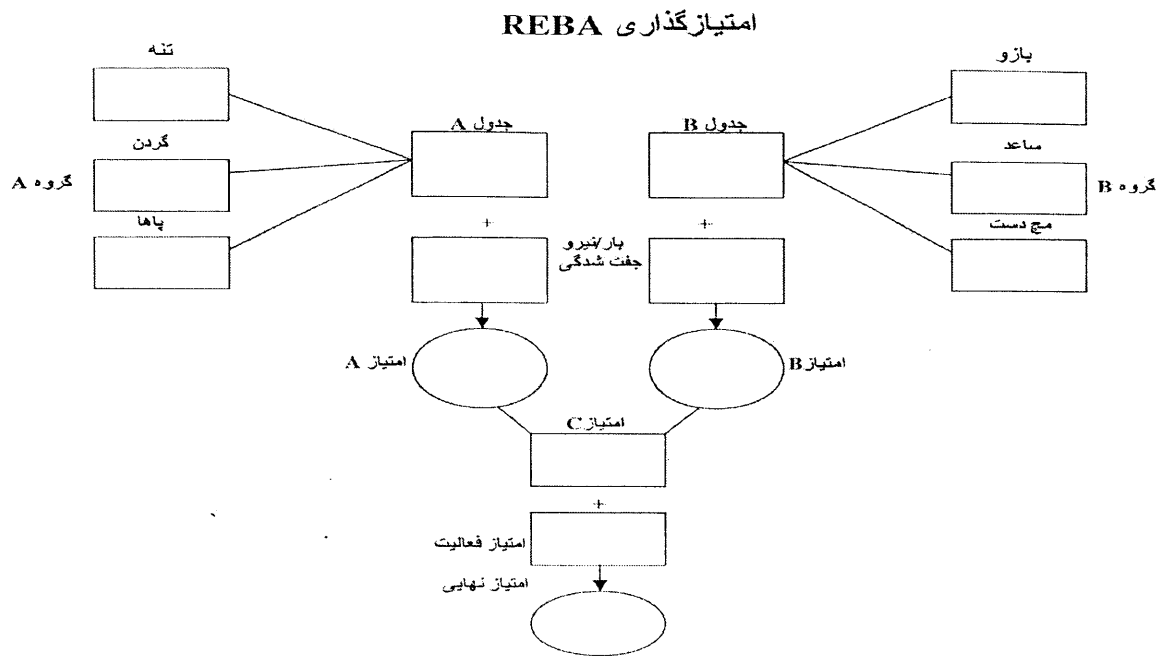 امتیازگذاری REBA
بازو
تنه
جدول B
جدول A
ساعد
گردن
گروه B
گروه A
مچ دست
پاها
+
+
بار/نیرو
جفت شدگی
امتیاز B
امتیاز A
امتیاز C
+
امتیاز فعالیت
امتیاز نهایی